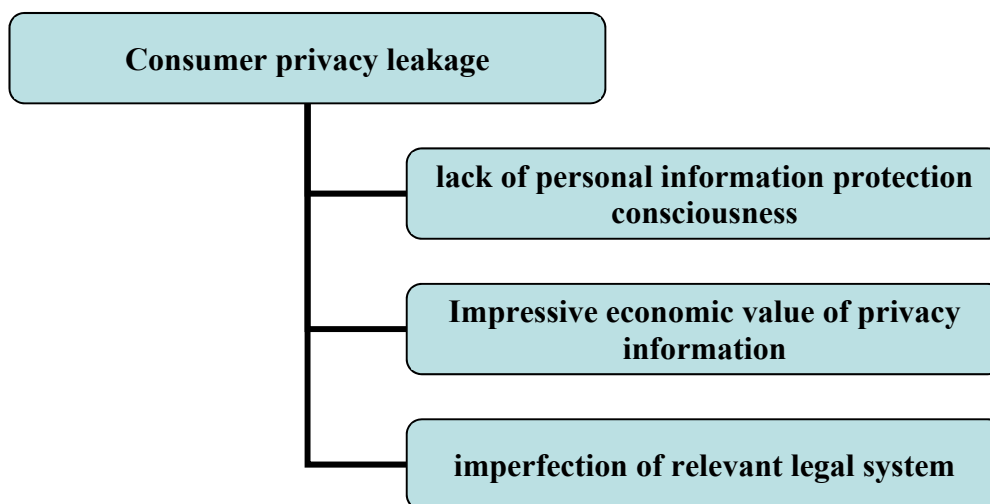 Consumer privacy leakage
lack of personal information protection
consciousness
Impressive economic value of privacy
information
imperfection of relevant legal system